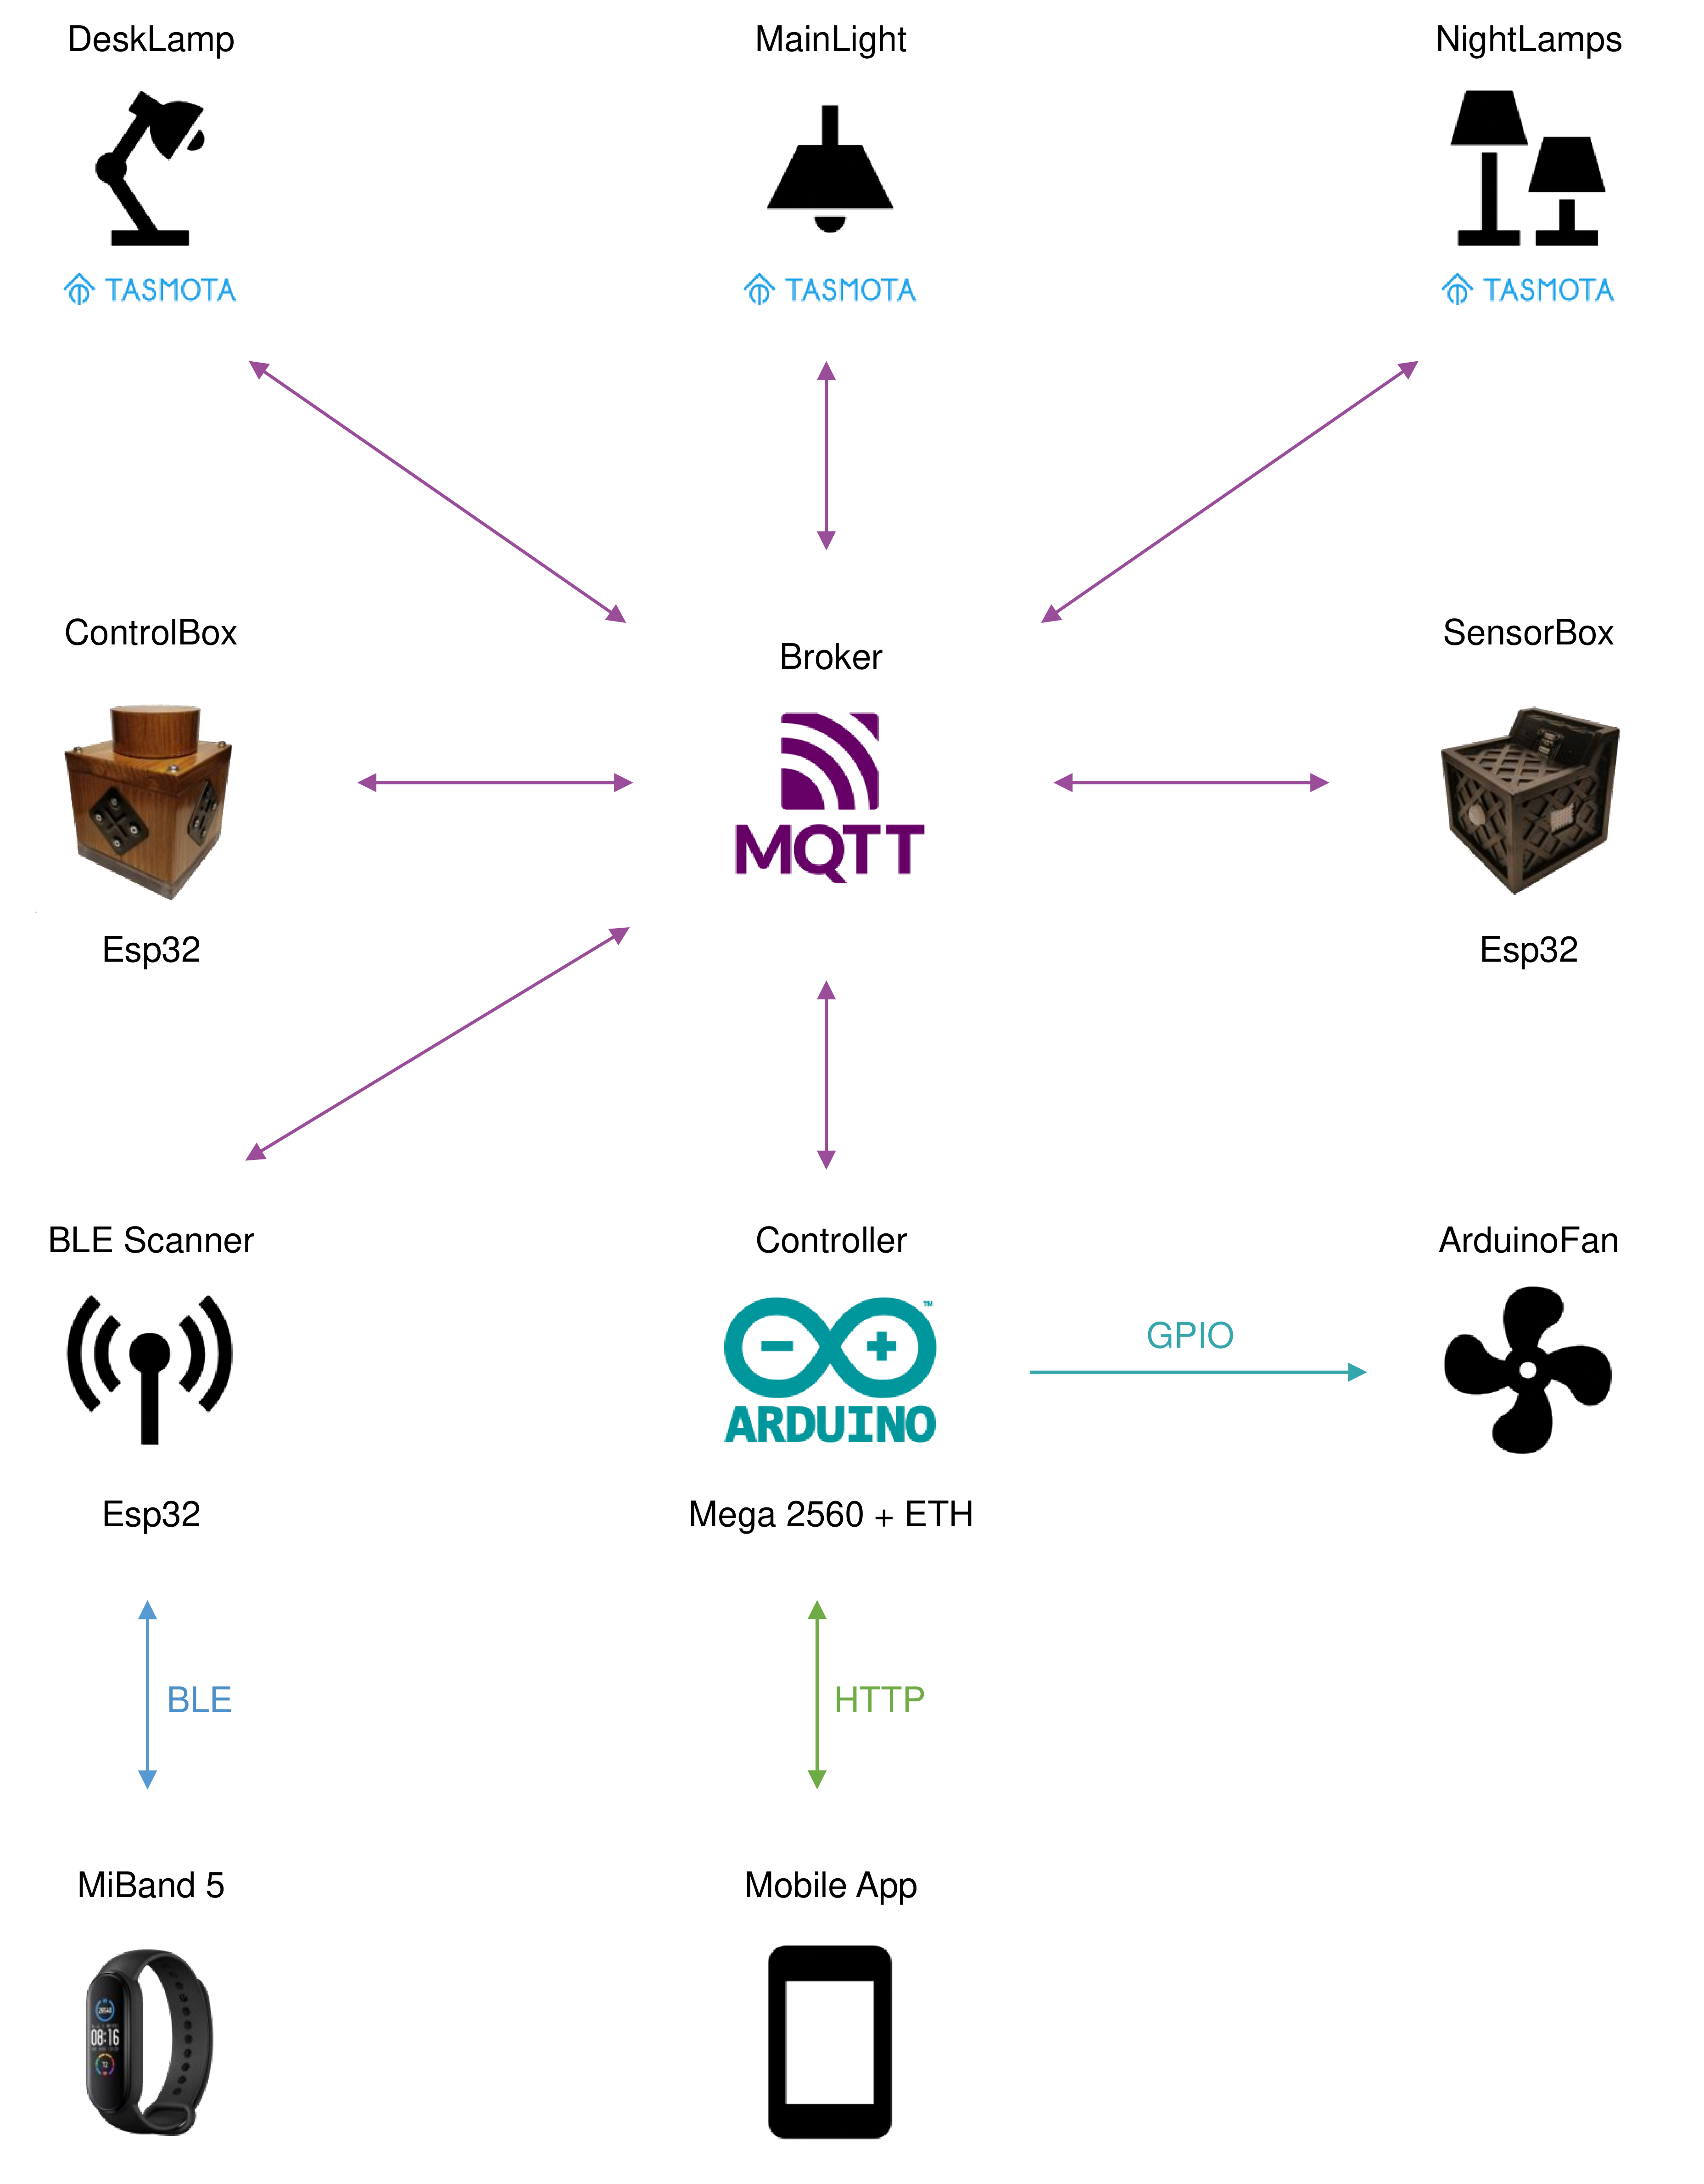 DeskLamp
MainLight
NightLamps
TASMOTA
TASMOTA
TASMOTA
ControlBox
Broker
SensorBox
MQTT
Esp32
Esp32
BLE Scanner
Controller
ArduinoFan
TM
GPIO
ARDUINO
Esp32
Mega 2560 + ETH
BLE
HTTP
MiBand 5
Mobile App
08:16